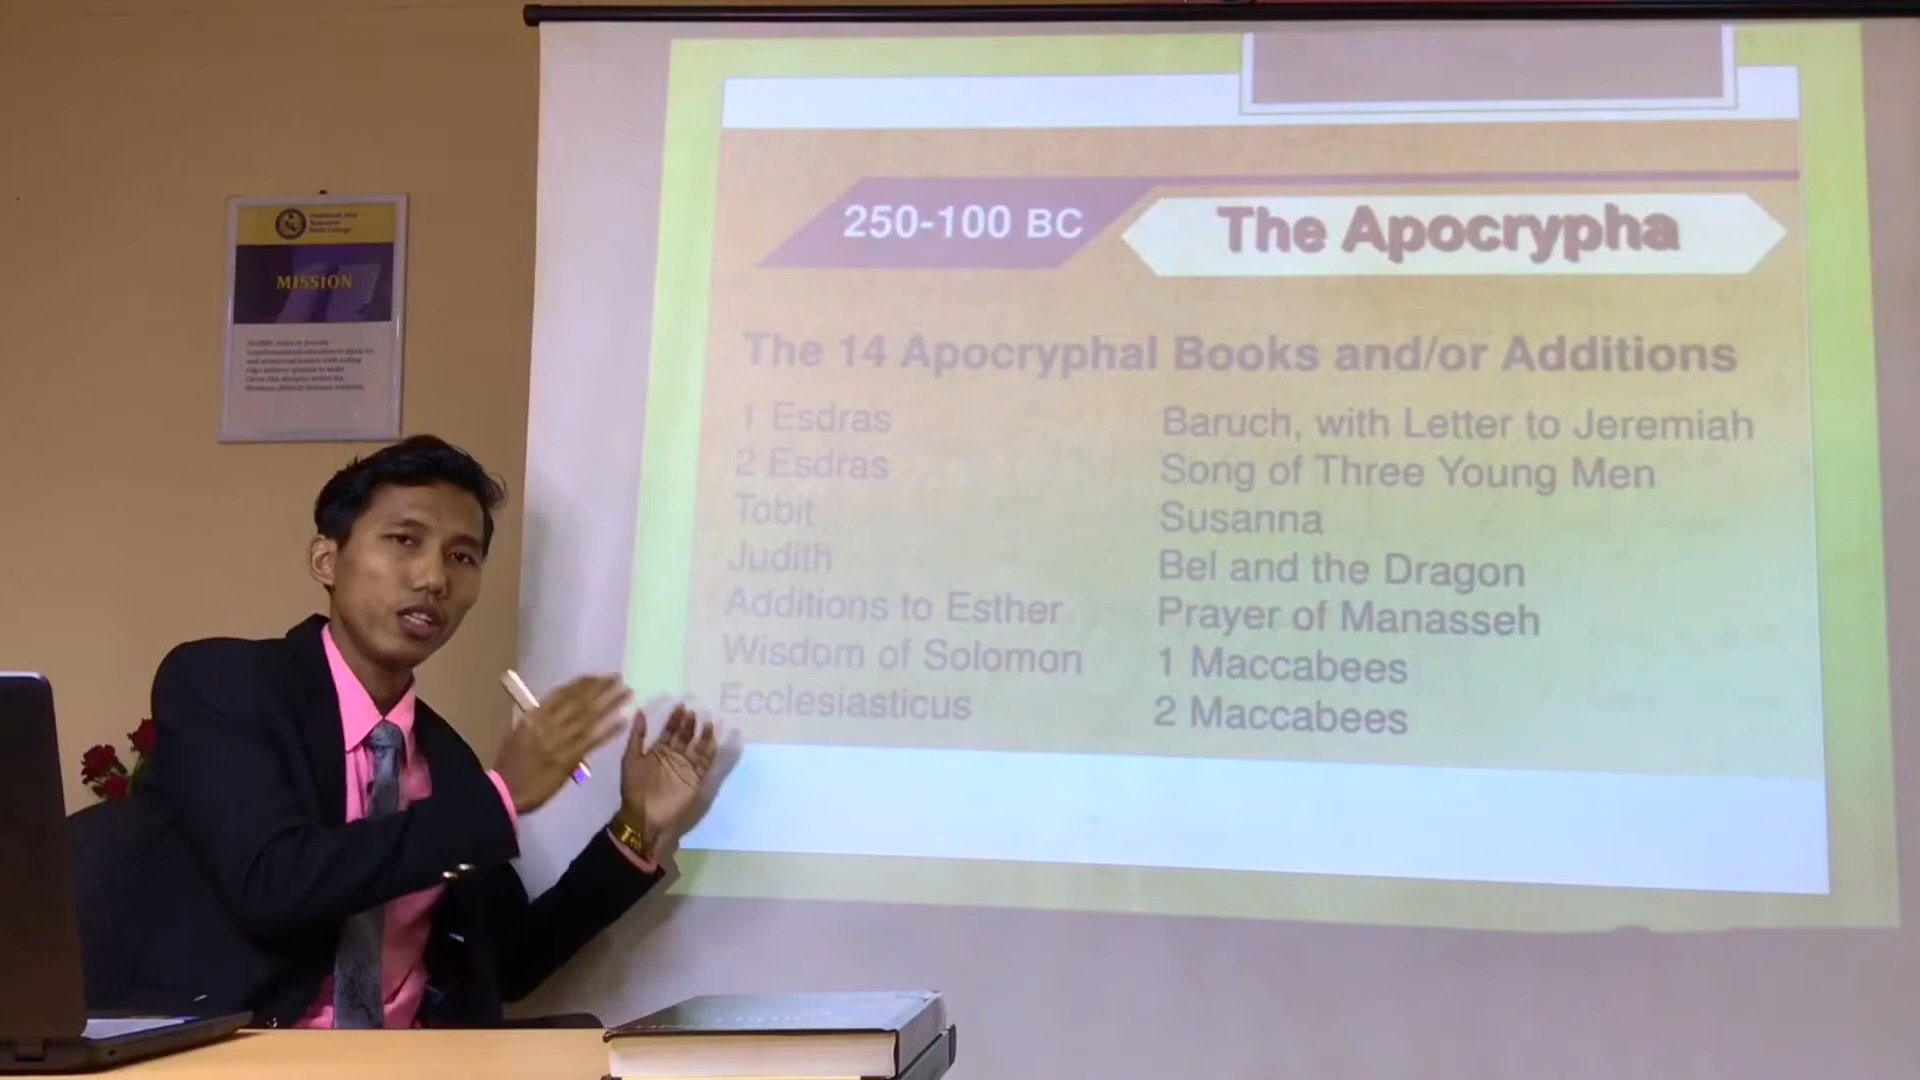 250-100 BC
The Apocrypha
The 14 Apocryphal Books and/or Additions
1 Esdras
2 Esdras
Tobit
Judith
Additions to Esther
Wisdom of Solomon
Ecclesiasticus
Baruch, with Letter to Jeremiah
Song of Three Young Men
Susanna
Bel and the Dragon
Prayer of Manasseh
1 Maccabees
2 Maccabees
Bible College
MISSION